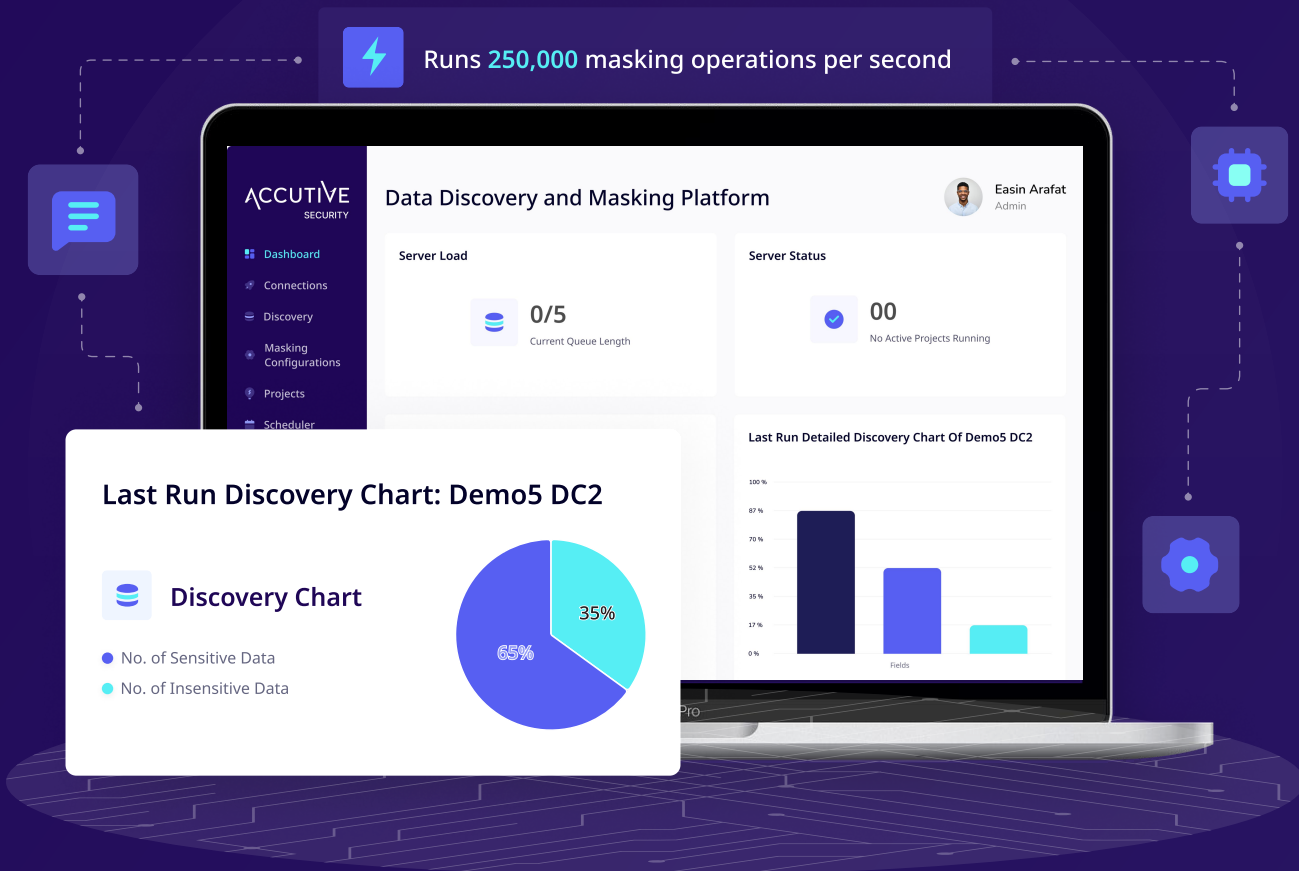 Runs 250,000 masking operations per second
ACCUTIVE
SECURITY
Data Discovery and Masking Platform
Easin Arafat
Admin
Dashboard
Connections
Discovery
Masking
Configurations
Projects
Scheduler
Server Load
0/5
Current Queue Length
Server Status
00
No Active Projects Running
Last Run Detailed Discovery Chart Of Demo5 DC2
100 %
87 %
70 %
52 %
35 %
17 %
0 %
Fields
Last Run Discovery Chart: Demo5 DC2
Discovery Chart
No. of Sensitive Data
No. of Insensitive Data
35%
65%
Pro